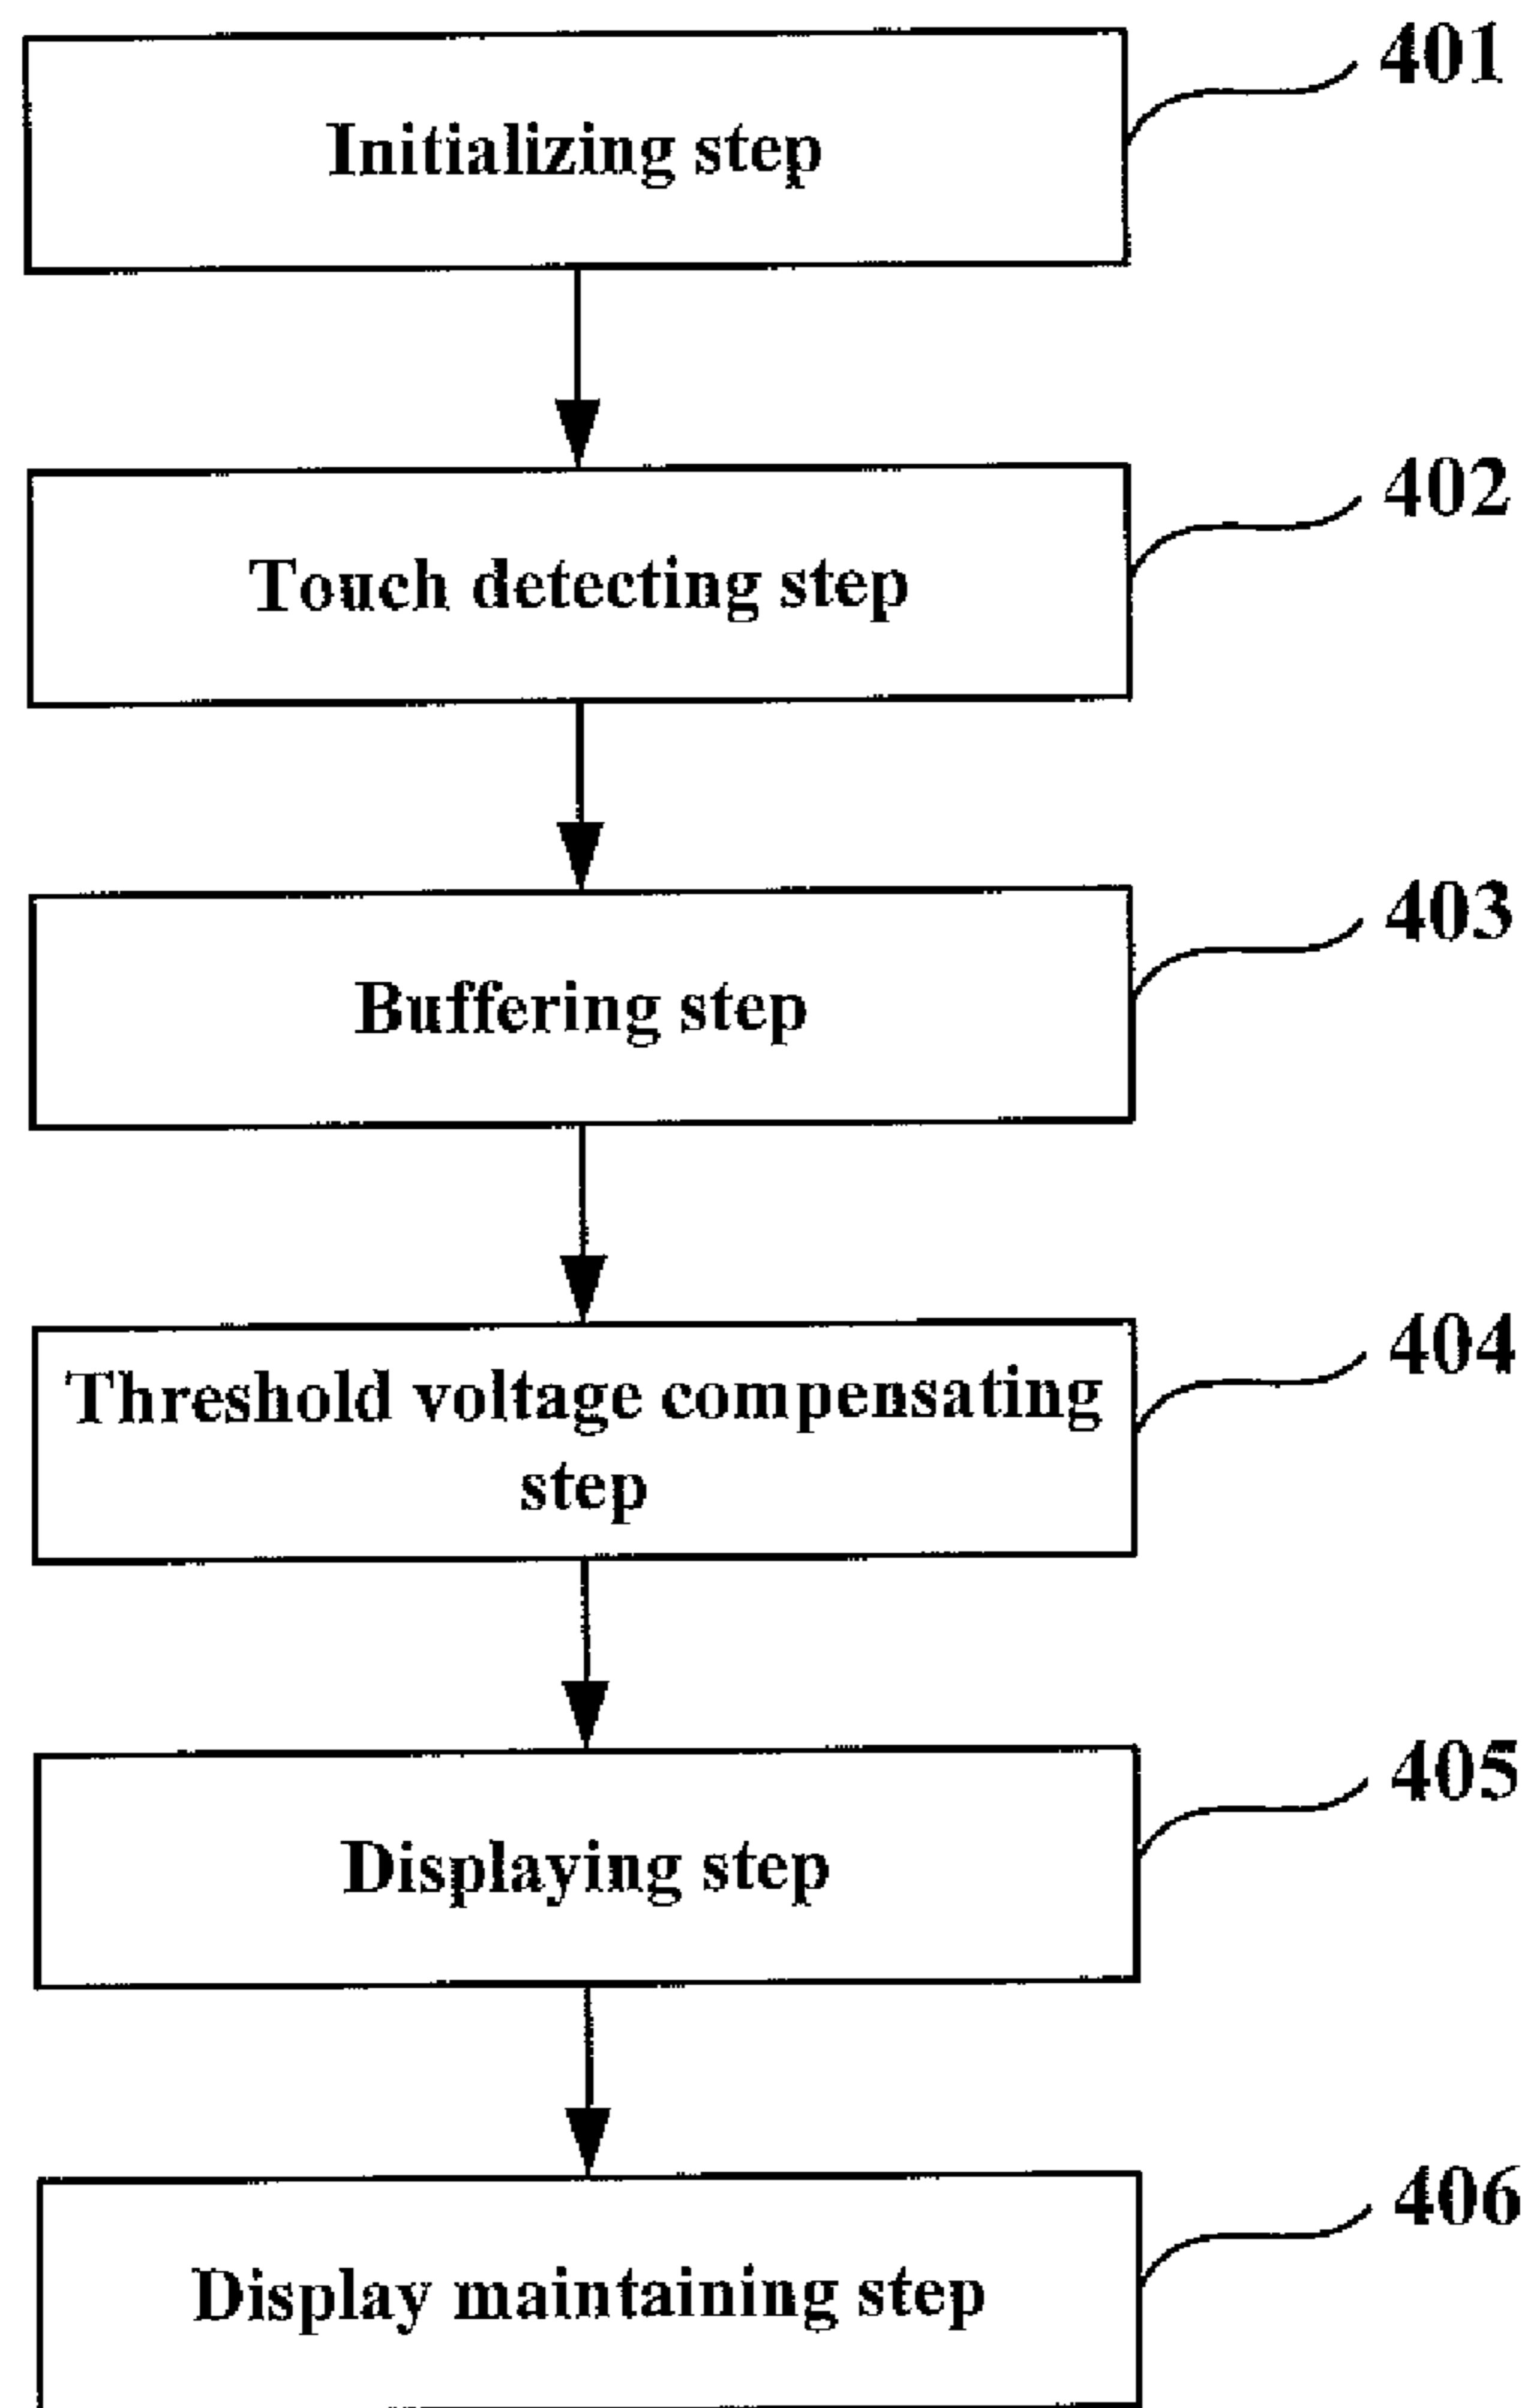 401
Initializing step
402
Touch detecting step
403
Buffering step
404
Threshold voltage compensating
step
405
Displaying step
406
Display maintaining step